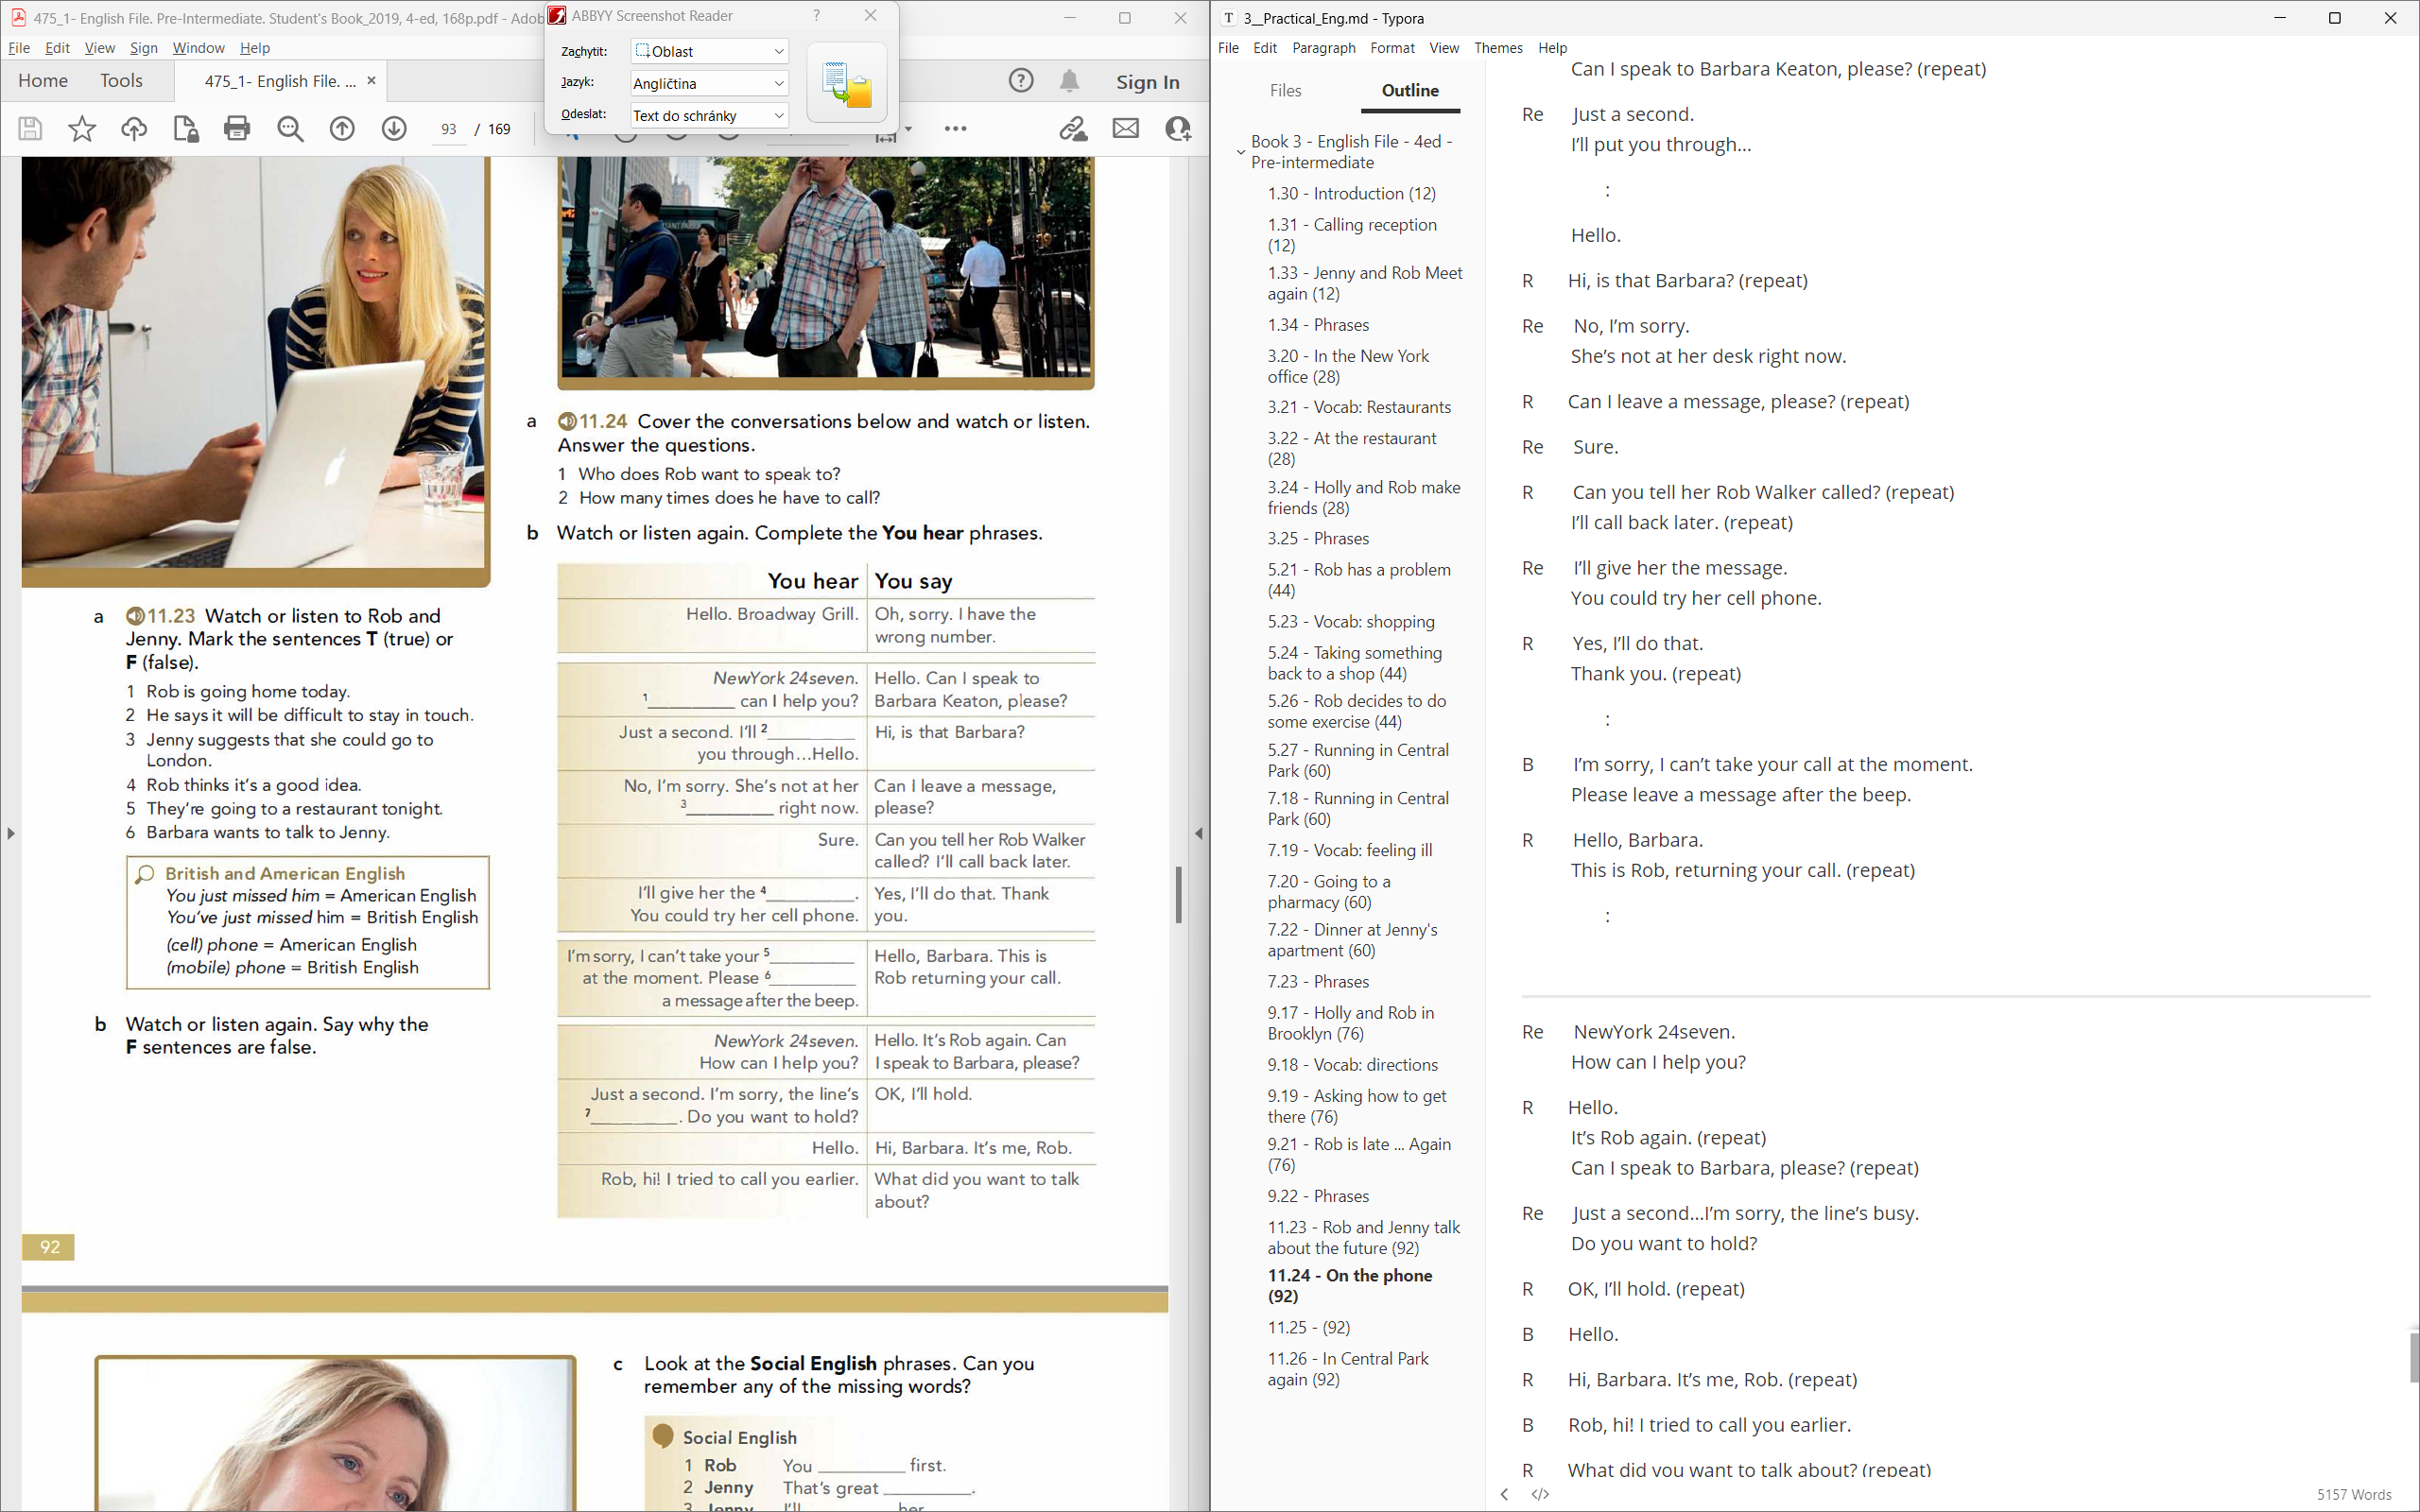 475_1- English File. Pre-Intermediate. Student's Book_2019, 4-ed, 168p.pdf - Adob
File Edit View Sign Window Help
Home Tools 475_1- English File. ... × Sign In
93 / 169
ABBYY Screenshot Reader ?
Zachytit: Oblast
Jazyk: Angličtina
Odeslat: Text do schránky
a 11.23 Watch or listen to Rob and
Jenny. Mark the sentences T (true) or
F (false).
1 Rob is going home today.
2 He says it will be difficult to stay in touch.
3 Jenny suggests that she could go to
London.
4 Rob thinks it's a good idea.
5 They're going to a restaurant tonight.
6 Barbara wants to talk to Jenny.
British and American English
You just missed him = American English
You've just missed him = British English
(cell) phone = American English
(mobile) phone = British English
b Watch or listen again. Say why the
F sentences are false.
92
a 11.24 Cover the conversations below and watch or listen.
Answer the questions.
1 Who does Rob want to speak to?
2 How many times does he have to call?
b Watch or listen again. Complete the You hear phrases.
You hear You say
Hello. Broadway Grill. Oh, sorry. I have the
wrong number.
NewYork 24seven. Hello. Can I speak to
1_________ can I help you? Barbara Keaton, please?
Just a second. I'll 2_________ Hi, is that Barbara?
you through...Hello.
No, I'm sorry. She's not at her Can I leave a message,
3_________ right now. please?
Sure. Can you tell her Rob Walker
called? I'll call back later.
I'll give her the 4_________. Yes, I'll do that. Thank
You could try her cell phone. you.
I'm sorry, I can't take your 5_________ Hello, Barbara. This is
at the moment. Please 6_________ Rob returning your call.
a message after the beep.
NewYork 24seven. Hello. It's Rob again. Can
How can I help you? I speak to Barbara, please?
Just a second. I'm sorry, the line's OK, I'll hold.
7_________. Do you want to hold?
Hello. Hi, Barbara. It's me, Rob.
Rob, hi! I tried to call you earlier. What did you want to talk
about?
c Look at the Social English phrases. Can you
remember any of the missing words?
Social English
1 Rob You _________ first.
2 Jenny That's great _________.
3 Jenny I'll _________ her
T 3__Practical_Eng.md - Typora
File Edit Paragraph Format View Themes Help
Files Outline
Book 3 - English File - 4ed -
Pre-intermediate
1.30 - Introduction (12)
1.31 - Calling reception
(12)
1.33 - Jenny and Rob Meet
again (12)
1.34 - Phrases
3.20 - In the New York
office (28)
3.21 - Vocab: Restaurants
3.22 - At the restaurant
(28)
3.24 - Holly and Rob make
friends (28)
3.25 - Phrases
5.21 - Rob has a problem
(44)
5.23 - Vocab: shopping
5.24 - Taking something
back to a shop (44)
5.26 - Rob decides to do
some exercise (44)
5.27 - Running in Central
Park (60)
7.18 - Running in Central
Park (60)
7.19 - Vocab: feeling ill
7.20 - Going to a
pharmacy (60)
7.22 - Dinner at Jenny's
apartment (60)
7.23 - Phrases
9.17 - Holly and Rob in
Brooklyn (76)
9.18 - Vocab: directions
9.19 - Asking how to get
there (76)
9.21 - Rob is late ... Again
(76)
9.22 - Phrases
11.23 - Rob and Jenny talk
about the future (92)
11.24 - On the phone
(92)
11.25 - (92)
11.26 - In Central Park
again (92)
Can I speak to Barbara Keaton, please? (repeat)
Re Just a second.
I'll put you through...
:
Hello.
R Hi, is that Barbara? (repeat)
Re No, I'm sorry.
She's not at her desk right now.
R Can I leave a message, please? (repeat)
Re Sure.
R Can you tell her Rob Walker called? (repeat)
I'll call back later. (repeat)
Re I'll give her the message.
You could try her cell phone.
R Yes, I'll do that.
Thank you. (repeat)
:
B I'm sorry, I can't take your call at the moment.
Please leave a message after the beep.
R Hello, Barbara.
This is Rob, returning your call. (repeat)
:
Re NewYork 24seven.
How can I help you?
R Hello.
It's Rob again. (repeat)
Can I speak to Barbara, please? (repeat)
Re Just a second...I'm sorry, the line's busy.
Do you want to hold?
R OK, I'll hold. (repeat)
B Hello.
R Hi, Barbara. It's me, Rob. (repeat)
B Rob, hi! I tried to call you earlier.
R What did you want to talk about? (repeat)
5157 Words